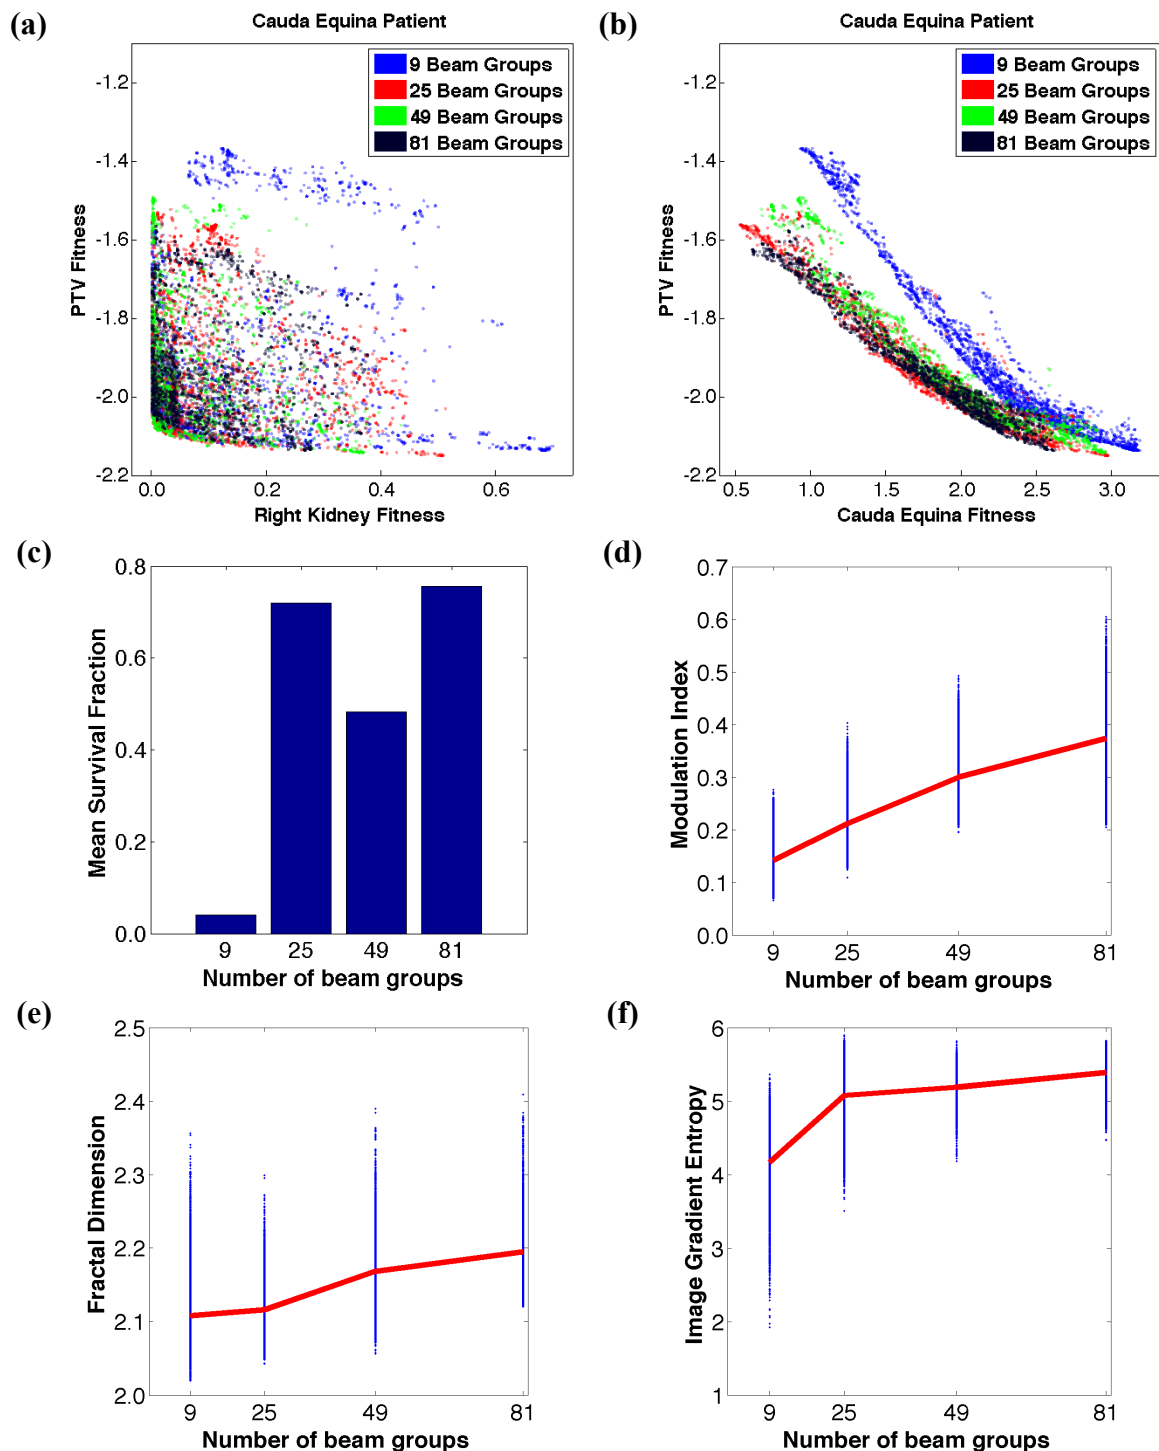 (a)
Cauda Equina Patient
9 Beam Groups
25 Beam Groups
49 Beam Groups
81 Beam Groups
-1.2
-1.4
-1.6
-1.8
-2.0
-2.2
PTV Fitness
0.0 0.2 0.4 0.6
Right Kidney Fitness
(b)
Cauda Equina Patient
9 Beam Groups
25 Beam Groups
49 Beam Groups
81 Beam Groups
-1.2
-1.4
-1.6
-1.8
-2.0
-2.2
PTV Fitness
0.5 1.0 1.5 2.0 2.5 3.0
Cauda Equina Fitness
(c)
0.8
0.6
0.4
0.2
0.0
Mean Survival Fraction
9 25 49 81
Number of beam groups
(d)
0.7
0.6
0.5
0.4
0.3
0.2
0.1
0.0
Modulation Index
9 25 49 81
Number of beam groups
(e)
2.5
2.4
2.3
2.2
2.1
2.0
Fractal Dimension
9 25 49 81
Number of beam groups
(f)
6
5
4
3
2
1
Image Gradient Entropy
9 25 49 81
Number of beam groups